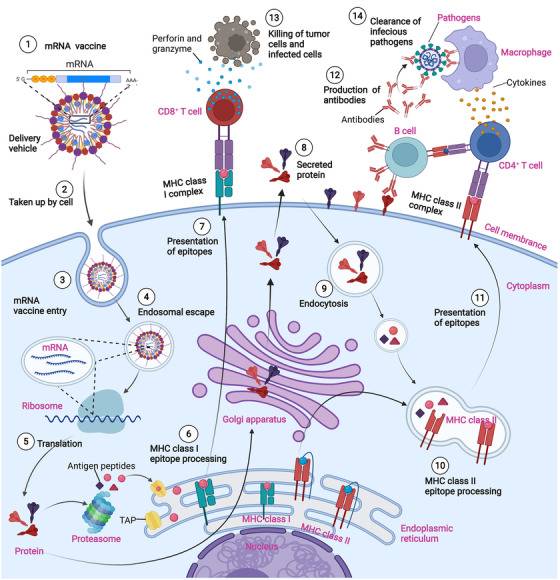 1
mRNA vaccine
mRNA
5' C
AAA-
Delivery
vehicle
2
Taken up by cell
3
mRNA
vaccine entry
4
Endosomal escape
mRNA
Ribosome
5
Translation
Antigen peptides
Proteasome
TAP
Protein
6
MHC class I
epitope processing
MHC class I
MHC class II
Nucleus
Endoplasmic
reticulum
Golgi apparatus
7
Presentation
of epitopes
MHC class
I complex
CD8+ T cell
Perforin and
granzyme
13
Killing of tumor
cells and
infected cells
8
Secreted
protein
9
Endocytosis
10
MHC class II
epitope processing
MHC class II
11
Presentation
of epitopes
Cytoplasm
Cell membrane
MHC class II
complex
CD4+ T cell
B cell
12
Production of
antibodies
Antibodies
14
Clearance of
infecious
pathogens
Pathogens
Macrophage
Cytokines